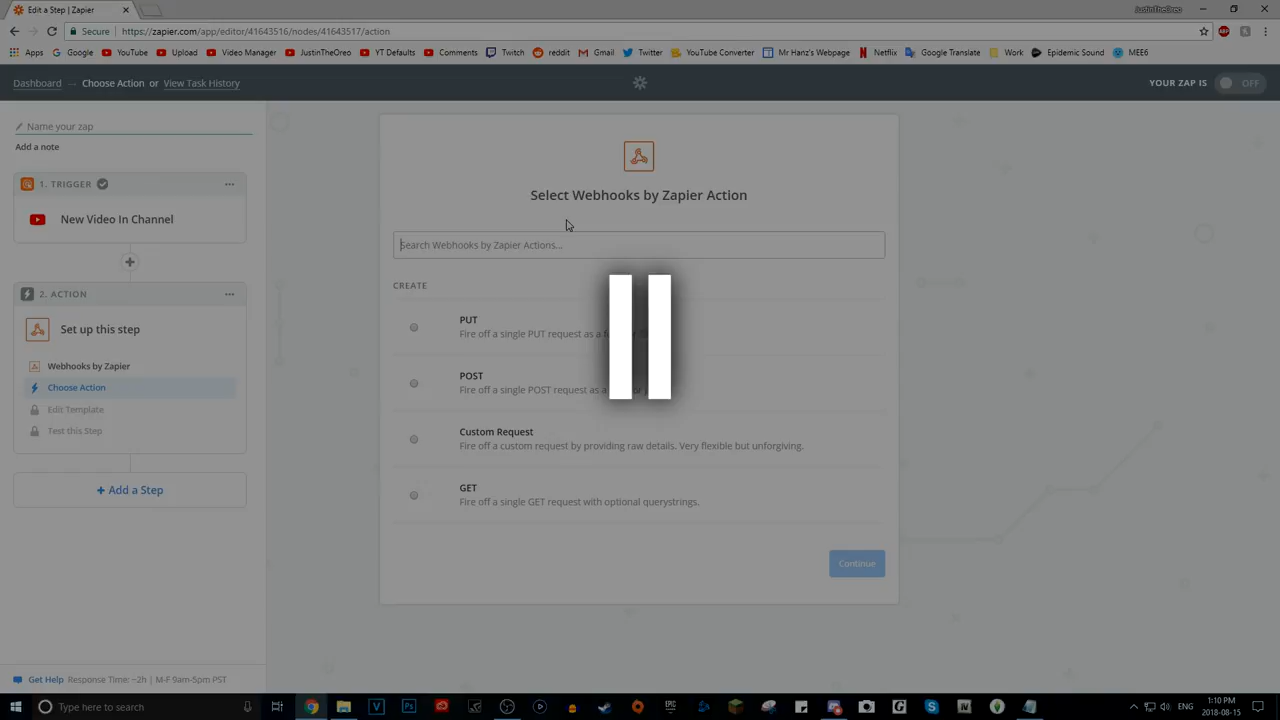 Edit a Step | Zapier
JustinTheOreo
Secure
https://zapier.com/app/editor/41643516/nodes/41643517/action
Apps
Google
YouTube
Upload
Video Manager
JustinTheOreo
YT Defaults
Comments
Twitch
reddit
Gmail
Twitter
YouTube Converter
Mr Hanz's Webpage
Netflix
Google Translate
Work
Epidemic Sound
MEE6
Dashboard
Choose Action or View Task History
YOUR ZAP IS
OFF
Name your zap
Add a note
1. TRIGGER
New Video In Channel
2. ACTION
Set up this step
Webhooks by Zapier
Choose Action
Edit Template
Test this Step
+ Add a Step
Select Webhooks by Zapier Action
Search Webhooks by Zapier Actions...
CREATE
PUT
Fire off a single PUT request as a
POST
Fire off a single POST request as a
Custom Request
Fire off a custom request by providing raw details. Very flexible but unforgiving.
GET
Fire off a single GET request with optional querystrings.
Continue
Get Help
Response Time: ~2h | M-F 9am-5pm PST
Type here to search
EPIC
ENG
1:10 PM
2018-08-15